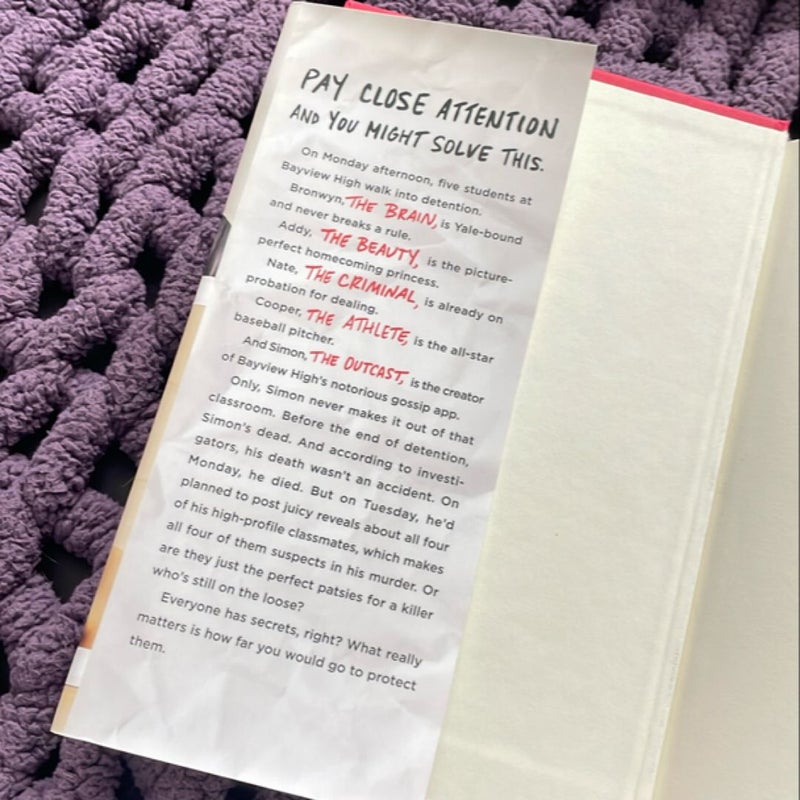 PAY CLOSE ATTENTION
AND YOU MIGHT SOLVE THIS.
On Monday afternoon, five students at
Bayview High walk into detention.
Bronwyn, THE BRAIN, is Yale-bound
and never breaks a rule.
Addy, THE BEAUTY, is the picture-
perfect homecoming princess.
Nate, THE CRIMINAL, is already on
probation for dealing.
Cooper, THE ATHLETE, is the all-star
baseball pitcher.
And Simon, THE OUTCAST, is the creator
of Bayview High's notorious gossip app.
Only, Simon never makes it out of that
classroom. Before the end of detention,
Simon's dead. And according to investi-
gators, his death wasn't an accident. On
Monday, he died. But on Tuesday, he'd
planned to post juicy reveals about all four
of his high-profile classmates, which makes
all four of them suspects in his murder. Or
are they just the perfect patsies for a killer
who's still on the loose?
Everyone has secrets, right? What really
matters is how far you would go to protect
them.